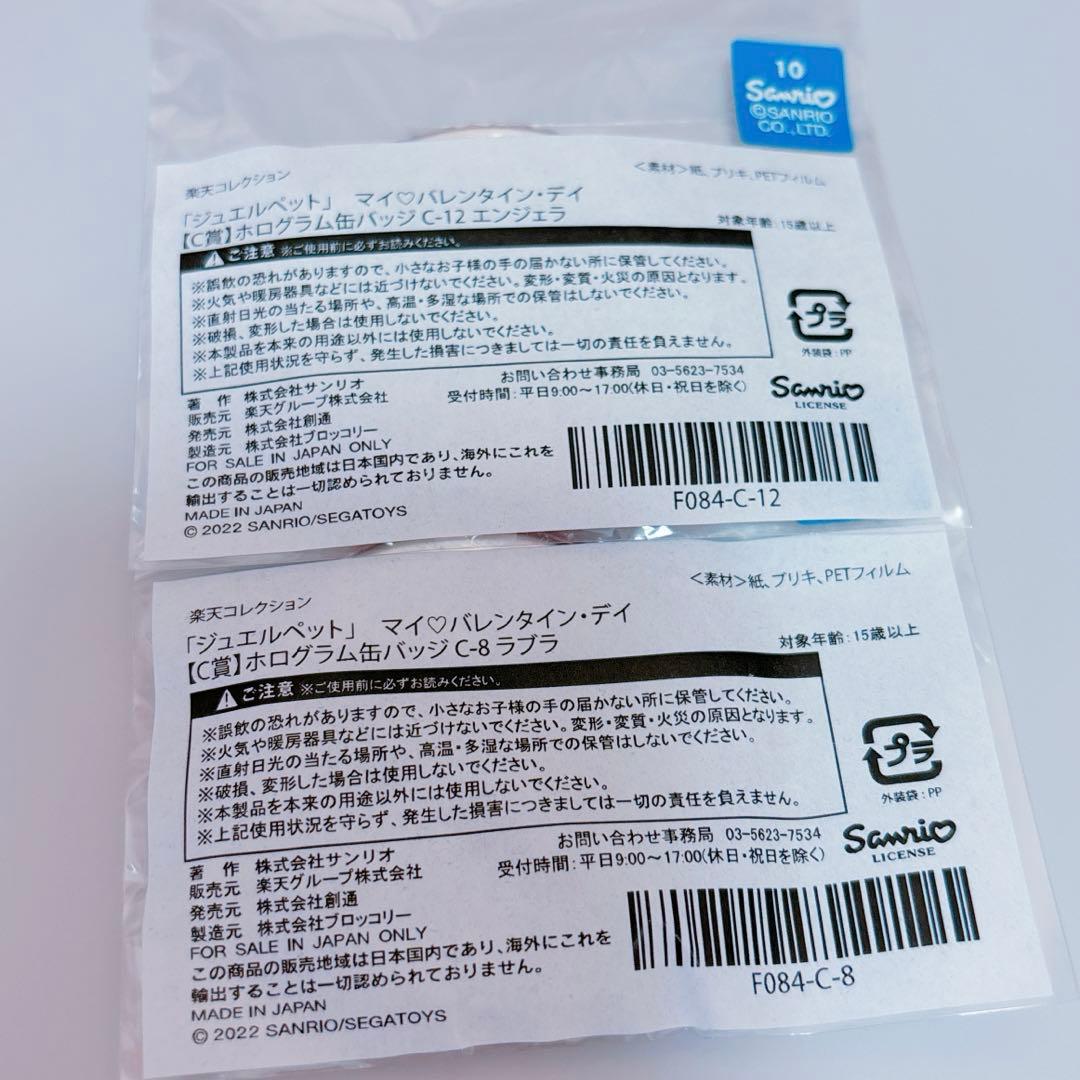 10
Sanrio
©SANRIO
CO.,LTD.
楽天コレクション
＜素材＞紙、ブリキ、PETフィルム
「ジュエルペット」 マイ♡バレンタイン・デイ
【C賞】ホログラム缶バッジ C-12 エンジェラ
対象年齢：15歳以上
ご注意 ※ご使用前に必ずお読みください。
※誤飲の恐れがありますので、小さなお子様の手の届かない所に保管してください。
※火気や暖房器具などには近づけないでください。変形・変質・火災の原因となります。
※直射日光の当たる場所や、高温・多湿な場所での保管はしないでください。
※破損、変形した場合は使用しないでください。
※本製品を本来の用途以外には使用しないでください。
※上記使用状況を守らず、発生した損害につきましては一切の責任を負えません。
プラ
外装袋：PP
お問い合わせ事務局 03-5623-7534
受付時間：平日9:00～17:00(休日・祝日を除く)
著 作 株式会社サンリオ
販売元 楽天グループ株式会社
発売元 株式会社創通
製造元 株式会社ブロッコリー
FOR SALE IN JAPAN ONLY
この商品の販売地域は日本国内であり、海外にこれを
輸出することは一切認められておりません。
MADE IN JAPAN
© 2022 SANRIO/SEGATOYS
Sanrio
LICENSE
F084-C-12
楽天コレクション
＜素材＞紙、ブリキ、PETフィルム
「ジュエルペット」 マイ♡バレンタイン・デイ
【C賞】ホログラム缶バッジ C-8 ラブラ
対象年齢：15歳以上
ご注意 ※ご使用前に必ずお読みください。
※誤飲の恐れがありますので、小さなお子様の手の届かない所に保管してください。
※火気や暖房器具などには近づけないでください。変形・変質・火災の原因となります。
※直射日光の当たる場所や、高温・多湿な場所での保管はしないでください。
※破損、変形した場合は使用しないでください。
※本製品を本来の用途以外には使用しないでください。
※上記使用状況を守らず、発生した損害につきましては一切の責任を負えません。
プラ
外装袋：PP
お問い合わせ事務局 03-5623-7534
受付時間：平日9:00～17:00(休日・祝日を除く)
著 作 株式会社サンリオ
販売元 楽天グループ株式会社
発売元 株式会社創通
製造元 株式会社ブロッコリー
FOR SALE IN JAPAN ONLY
この商品の販売地域は日本国内であり、海外にこれを
輸出することは一切認められておりません。
MADE IN JAPAN
© 2022 SANRIO/SEGATOYS
Sanrio
LICENSE
F084-C-8